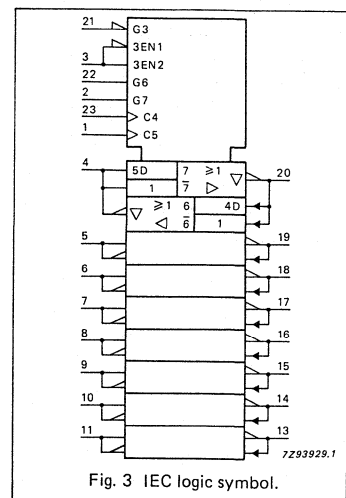 21 G3
3EN1
3 3EN2
22 G6
2 G7
23 C4
1 C5
4 5D 7 ≥1 20
1 7
≥1 6 4D
6 1
5 19
6 18
7 17
8 16
9 15
10 14
11 13
7Z93929.1
Fig. 3 IEC logic symbol.